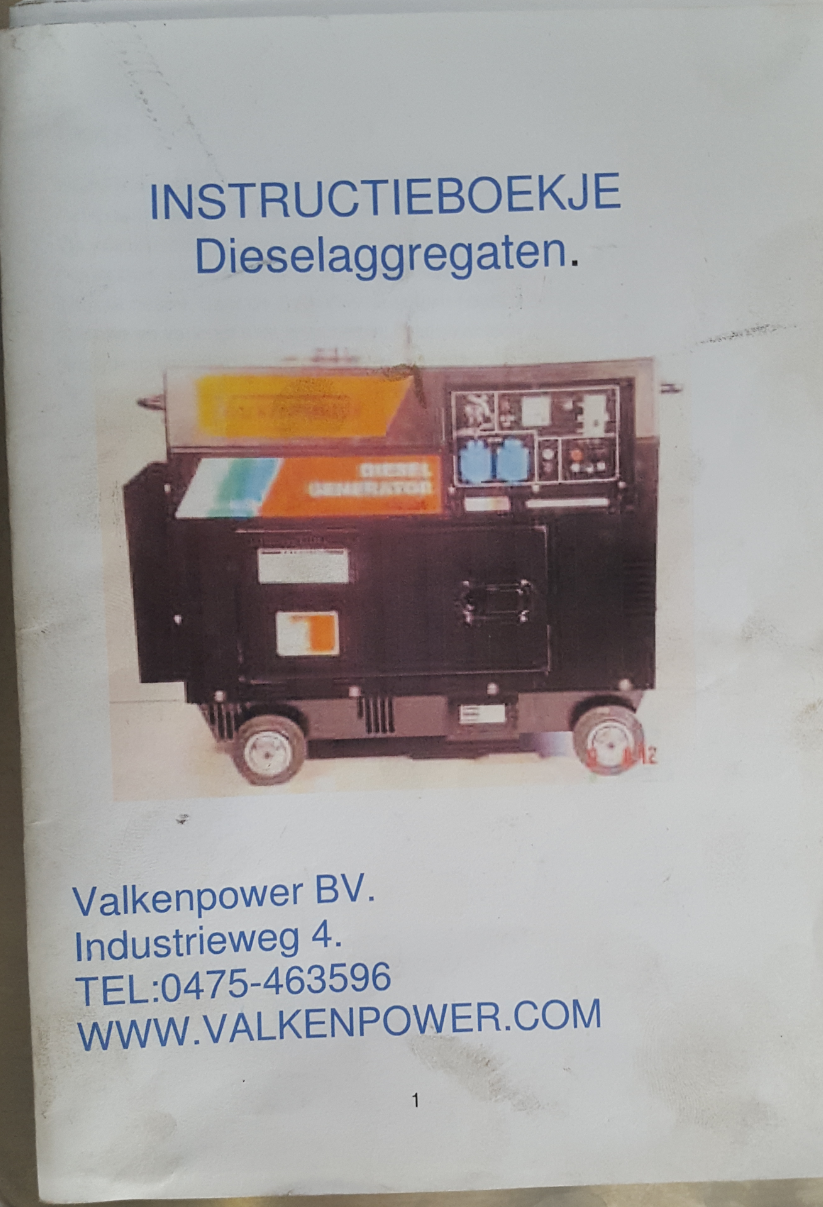 INSTRUCTIEBOEKJE
Dieselaggregaten.
DIESEL
GENERATOR
Valkenpower BV.
Industrieweg 4.
TEL:0475-463596
WWW.VALKENPOWER.COM
1